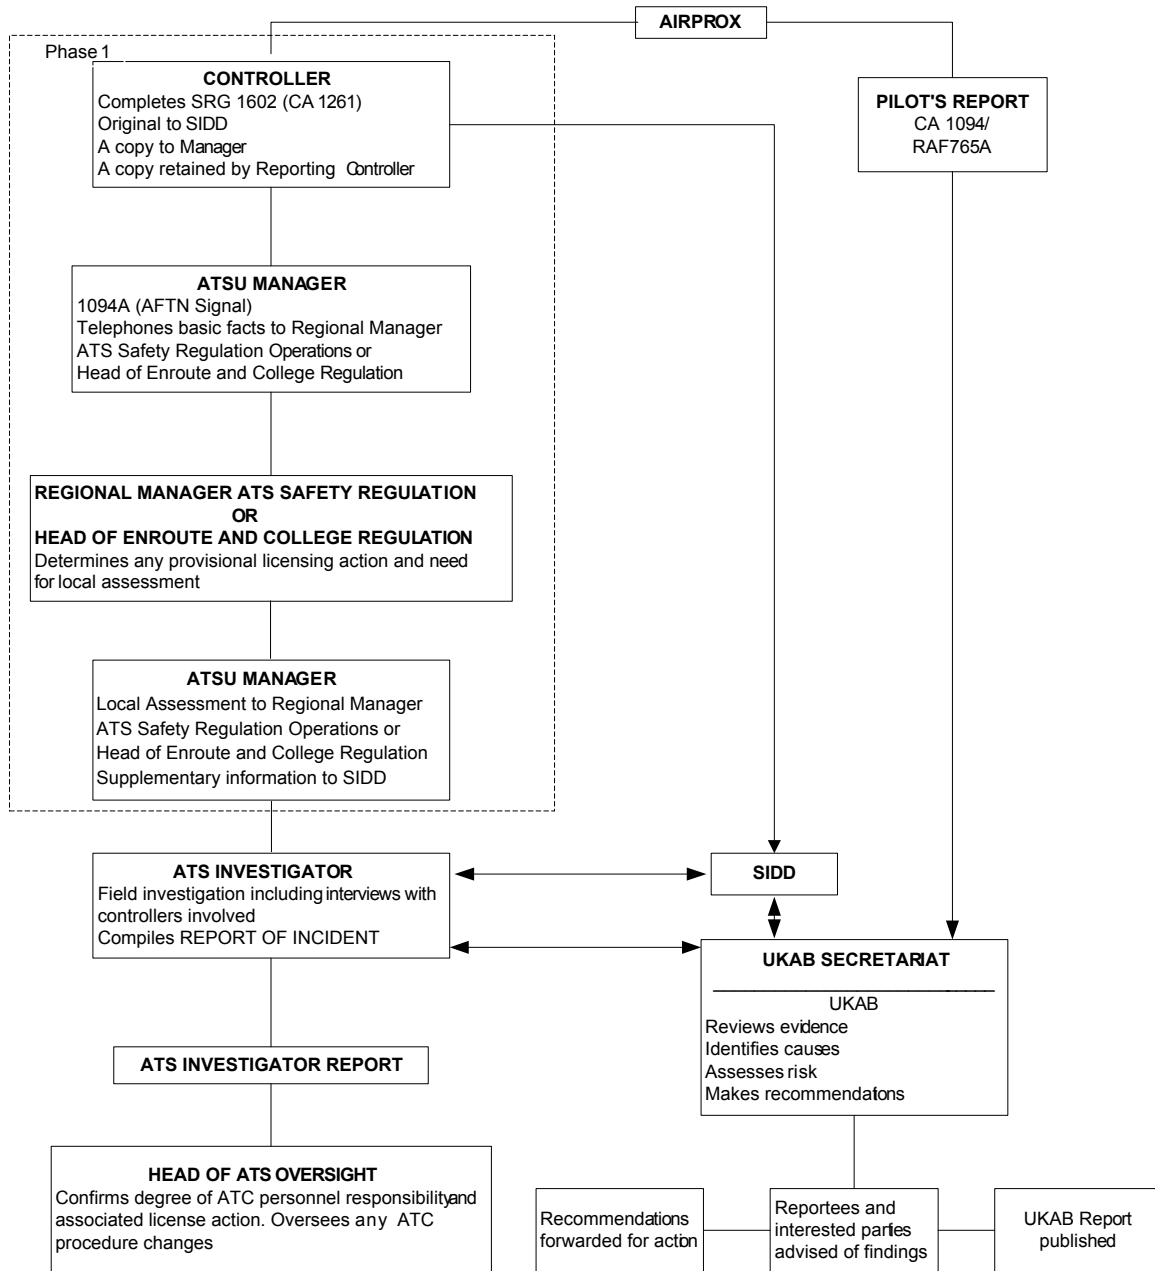 AIRPROX
Phase 1
CONTROLLER
Completes SRG 1602 (CA 1261)
Original to SIDD
A copy to Manager
A copy retained by Reporting Controller
PILOT'S REPORT
CA 1094/
RAF765A
ATSU MANAGER
1094A (AFTN Signal)
Telephones basic facts to Regional Manager
ATS Safety Regulation Operations or
Head of Enroute and College Regulation
REGIONAL MANAGER ATS SAFETY REGULATION
OR
HEAD OF ENROUTE AND COLLEGE REGULATION
Determines any provisional licensing action and need
for local assessment
ATSU MANAGER
Local Assessment to Regional Manager
ATS Safety Regulation Operations or
Head of Enroute and College Regulation
Supplementary information to SIDD
ATS INVESTIGATOR
Field investigation including interviews with
controllers involved
Compiles REPORT OF INCIDENT
SIDD
UKAB SECRETARIAT
UKAB
Reviews evidence
Identifies causes
Assesses risk
Makes recommendations
ATS INVESTIGATOR REPORT
HEAD OF ATS OVERSIGHT
Confirms degree of ATC personnel responsibility and
associated license action. Oversees any ATC
procedure changes
Recommendations
forwarded for action
Reportees and
interested parties
advised of findings
UKAB Report
published